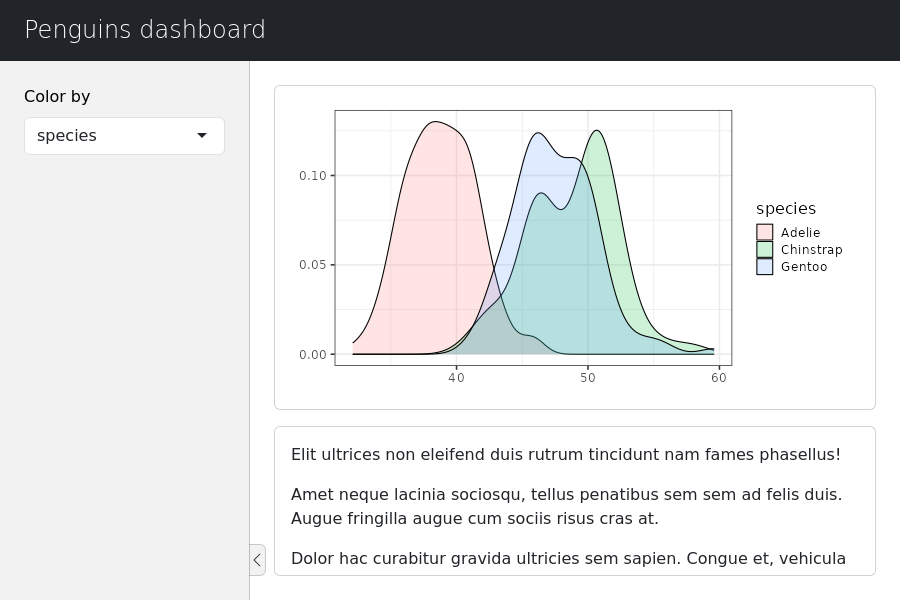 Penguins dashboard
Color by
species
0.10
0.05
0.00
40 50 60
species
Adelie
Chinstrap
Gentoo
Elit ultrices non eleifend duis rutrum tincidunt nam fames phasellus!
Amet neque lacinia sociosqu, tellus penatibus sem sem ad felis duis.
Augue fringilla augue cum sociis risus cras at.
Dolor hac curabitur gravida ultricies sem sapien. Congue et, vehicula